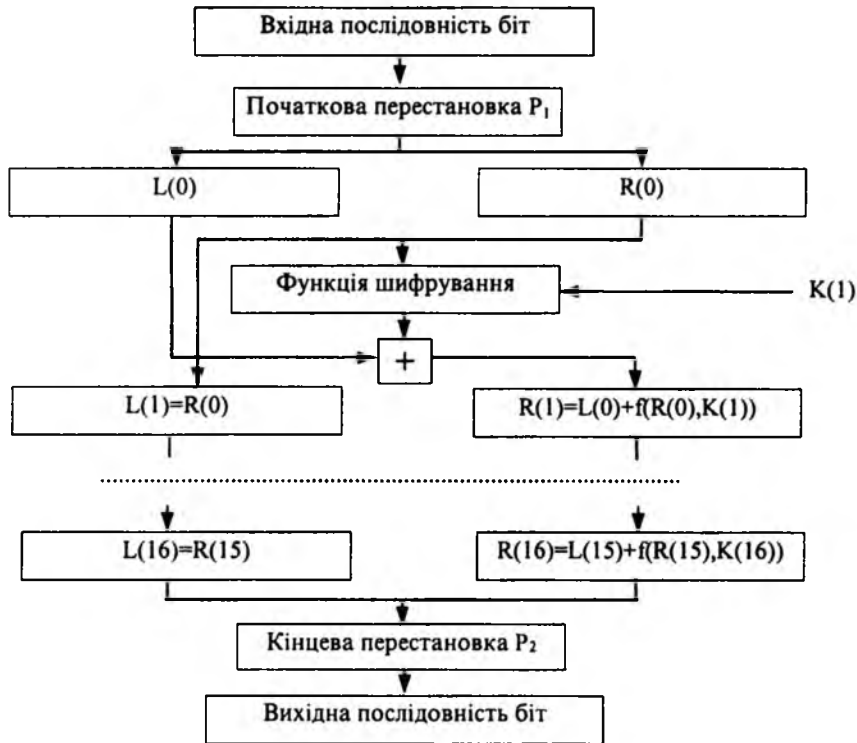 Вхідна послідовність біт
Початкова перестановка P₁
L(0)
R(0)
Функція шифрування
K(1)
+
L(1)=R(0)
R(1)=L(0)+f(R(0),K(1))
L(16)=R(15)
R(16)=L(15)+f(R(15),K(16))
Кінцева перестановка P₂
Вихідна послідовність біт